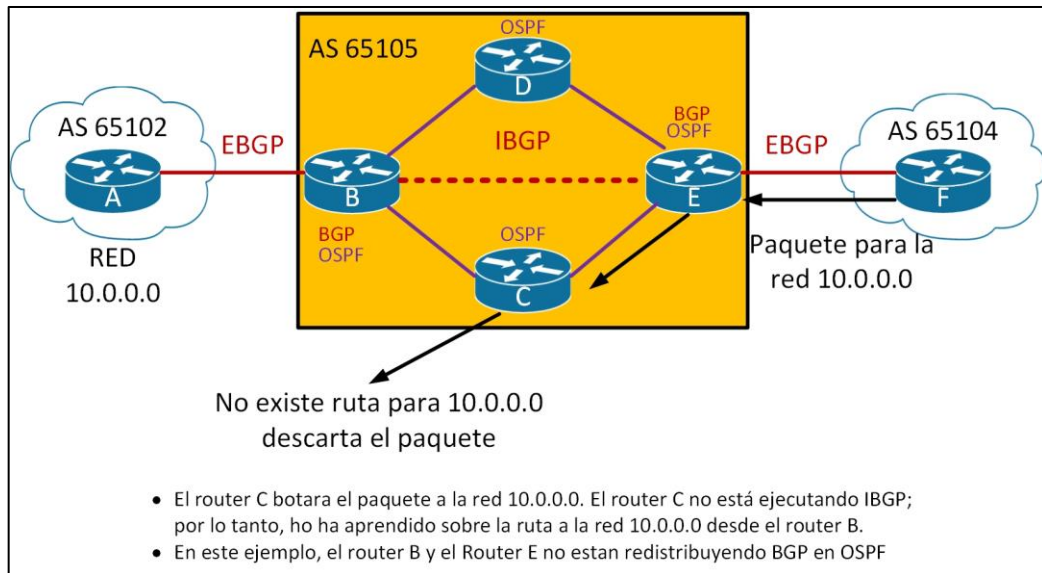 OSPF
AS 65105
D
AS 65102
EBGP
IBGP
BGP
OSPF
EBGP
AS 65104
A
B
E
F
RED
10.0.0.0
BGP
OSPF
OSPF
C
Paquete para la
red 10.0.0.0
No existe ruta para 10.0.0.0
descarta el paquete
• El router C botara el paquete a la red 10.0.0.0. El router C no está ejecutando IBGP;
por lo tanto, ho ha aprendido sobre la ruta a la red 10.0.0.0 desde el router B.
• En este ejemplo, el router B y el Router E no estan redistribuyendo BGP en OSPF